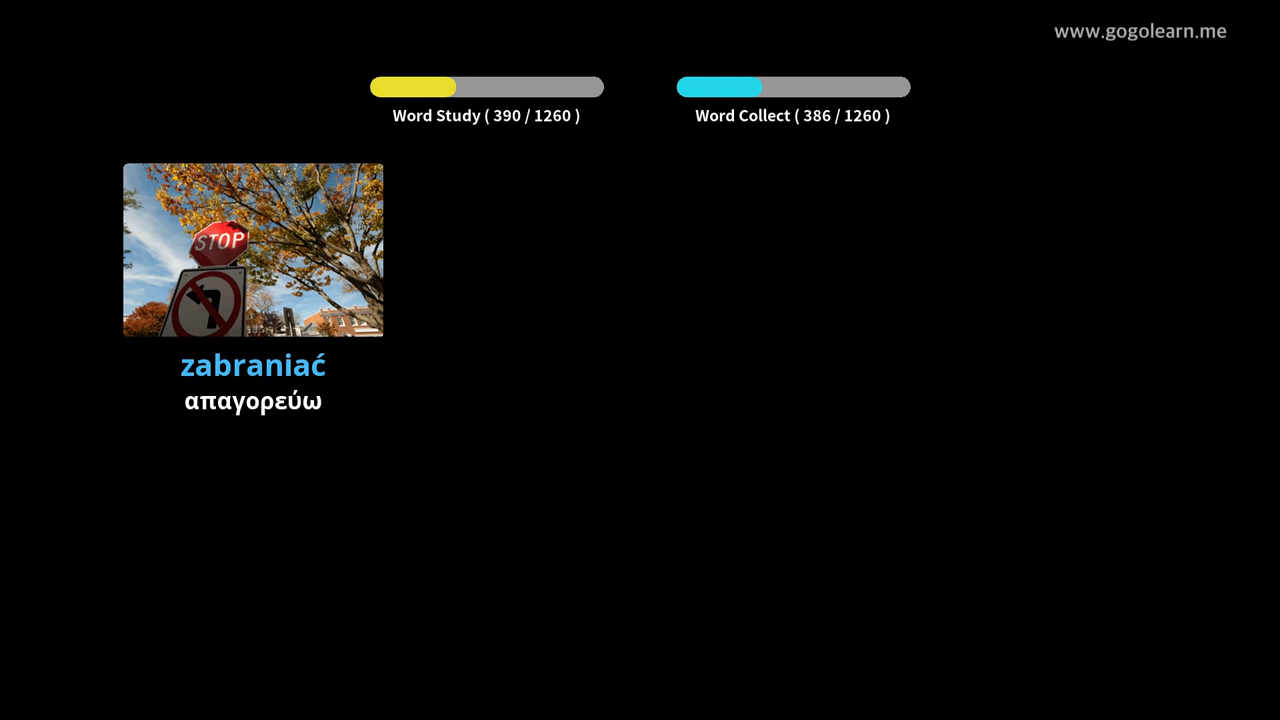 www.gogolearn.me
Word Study ( 390 / 1260 )
Word Collect ( 386 / 1260 )
STOP
zabraniać
απαγορεύω